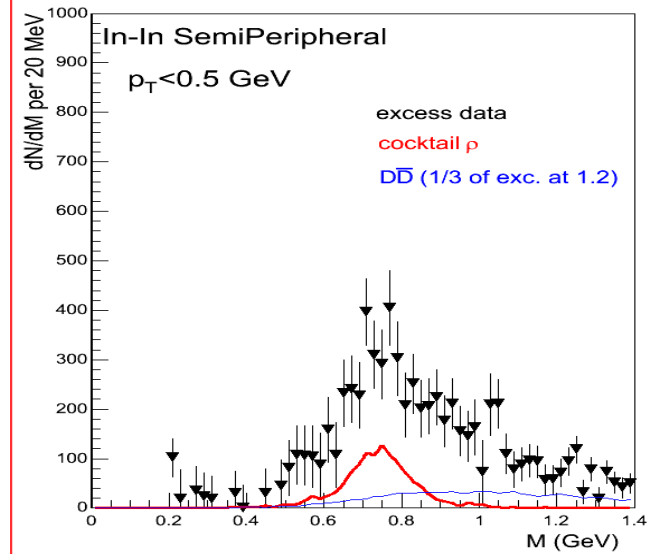 1000
900
800
700
600
500
400
300
200
100
0
dN/dM per 20 MeV
In-In SemiPeripheral
pT<0.5 GeV
excess data
cocktail ρ
DD̅ (1/3 of exc. at 1.2)
0 0.2 0.4 0.6 0.8 1 1.2 1.4
M (GeV)